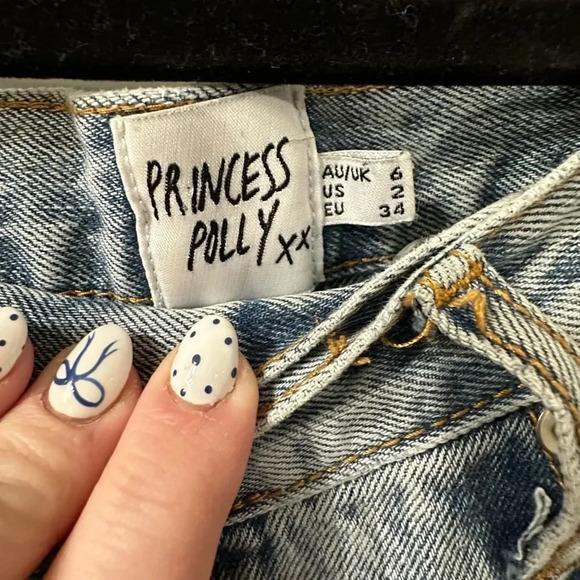 PRINCESS
POLLY xx
AU/UK 6
US 2
EU 34